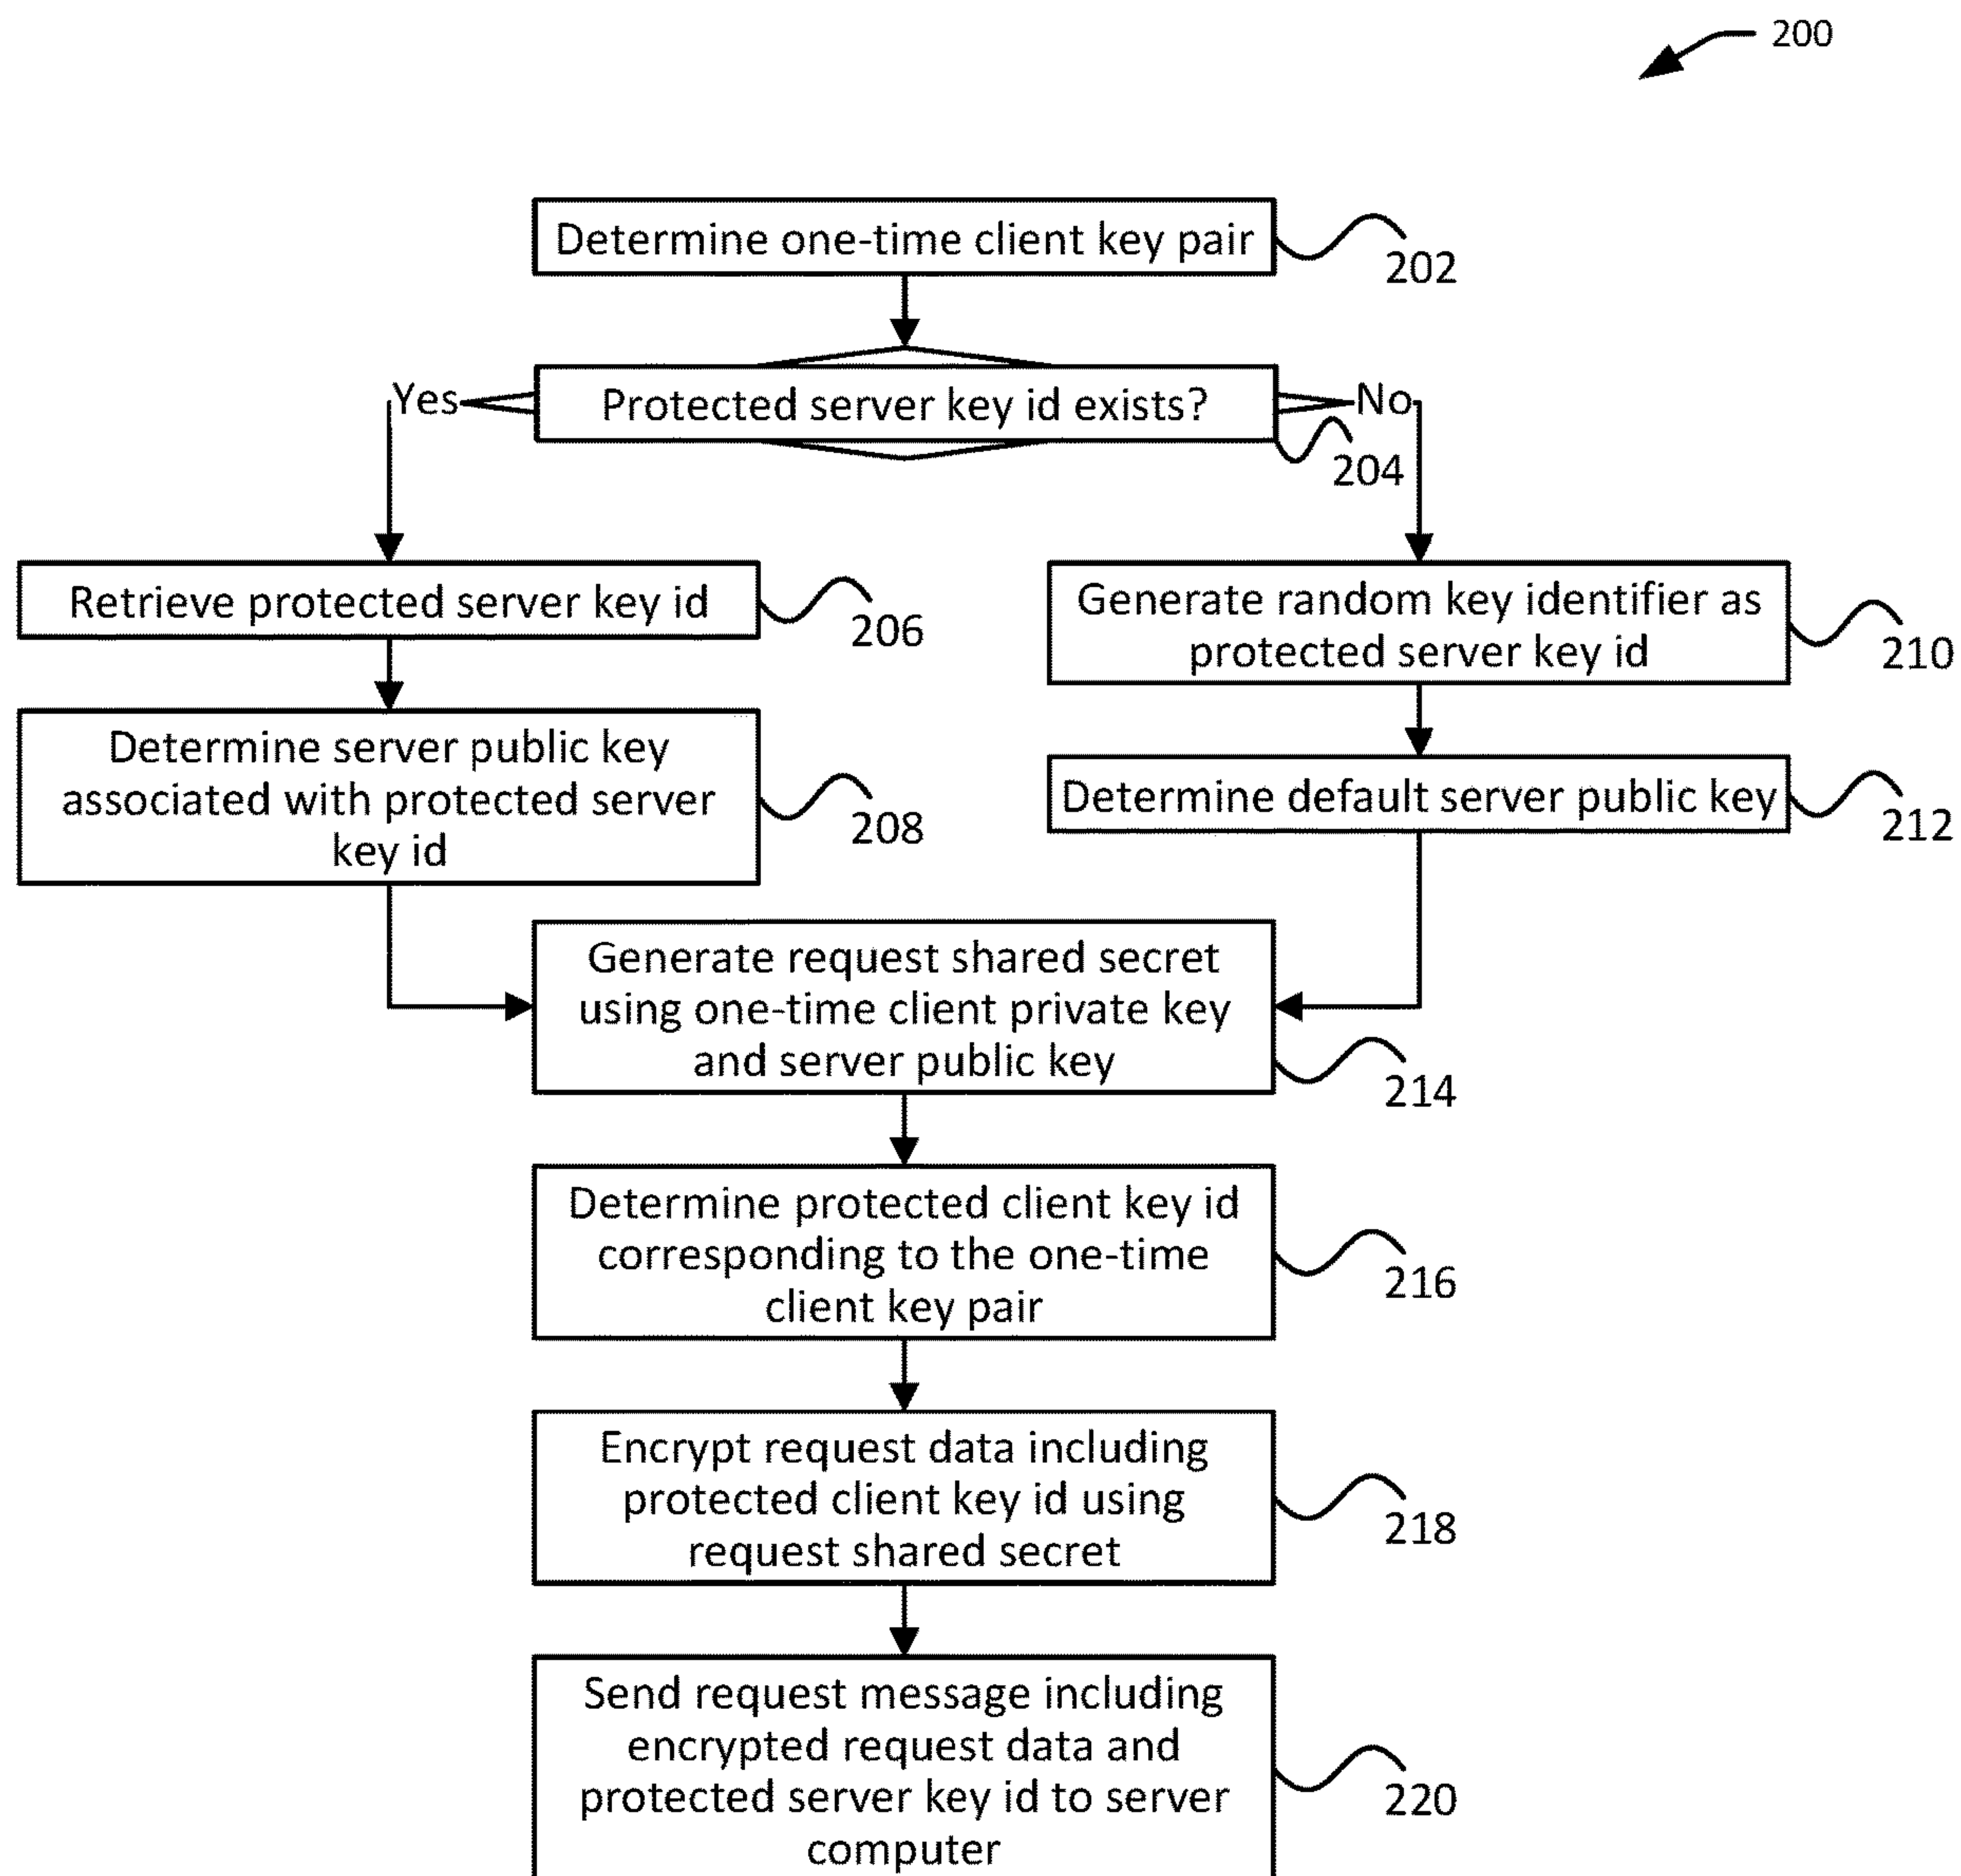 200
Determine one-time client key pair
202
Protected server key id exists?
Yes
No
204
Retrieve protected server key id
206
Generate random key identifier as
protected server key id
210
Determine server public key
associated with protected server
key id
208
Determine default server public key
212
Generate request shared secret
using one-time client private key
and server public key
214
Determine protected client key id
corresponding to the one-time
client key pair
216
Encrypt request data including
protected client key id using
request shared secret
218
Send request message including
encrypted request data and
protected server key id to server
computer
220